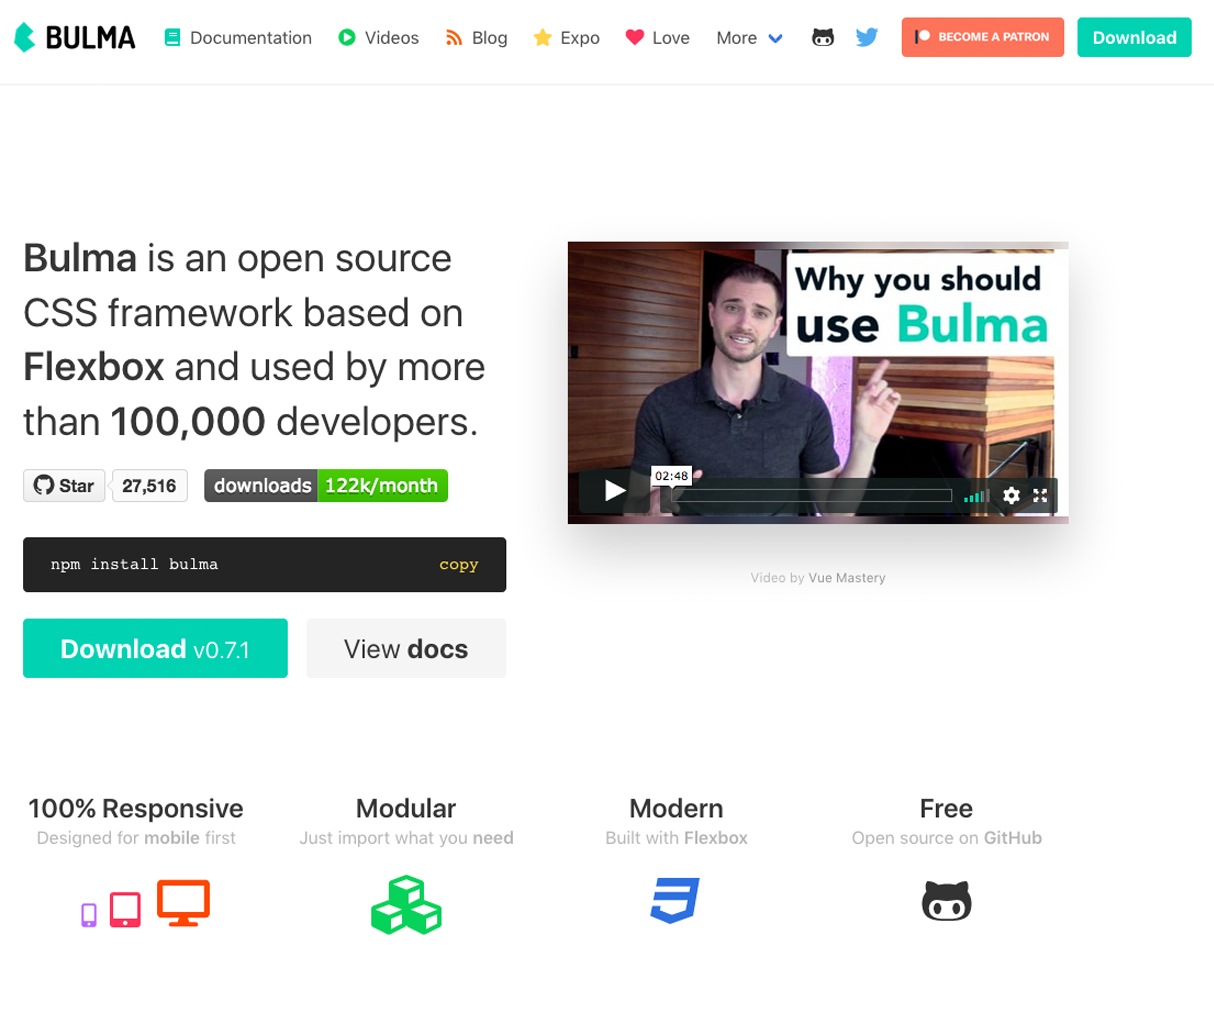 BULMA
Documentation
Videos
Blog
Expo
Love
More
BECOME A PATRON
Download
Bulma is an open source
CSS framework based on
Flexbox and used by more
than 100,000 developers.
Star
27,516
downloads 122k/month
npm install bulma
copy
Download v0.7.1
View docs
Why you should
use Bulma
02:48
Video by Vue Mastery
100% Responsive
Designed for mobile first
Modular
Just import what you need
Modern
Built with Flexbox
Free
Open source on GitHub